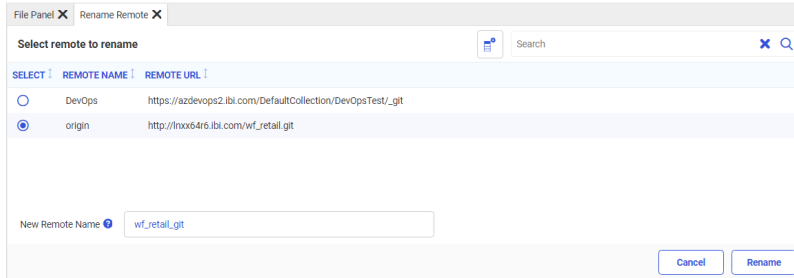 File Panel Rename Remote
Select remote to rename Search
SELECT REMOTE NAME REMOTE URL
DevOps https://azdevops2.ibi.com/DefaultCollection/DevOpsTest/_git
origin http://lnxx64r6.ibi.com/wf_retail.git
New Remote Name ? wf_retail_git
Cancel Rename